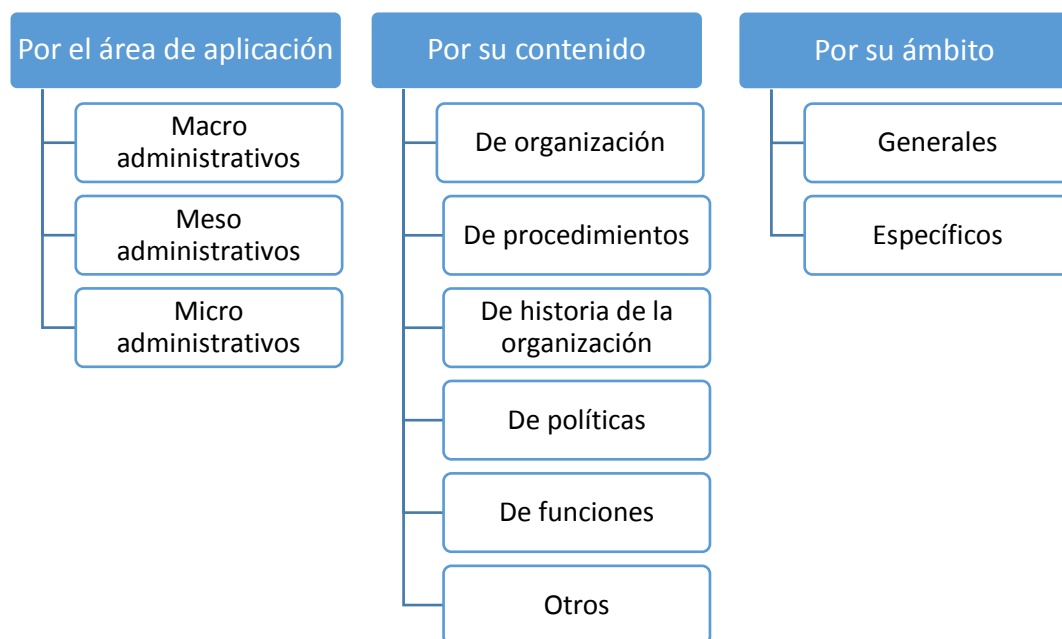 Por el área de aplicación
Macro
administrativos
Meso
administrativos
Micro
administrativos
Por su contenido
De organización
De procedimientos
De historia de la
organización
De políticas
De funciones
Otros
Por su ámbito
Generales
Específicos